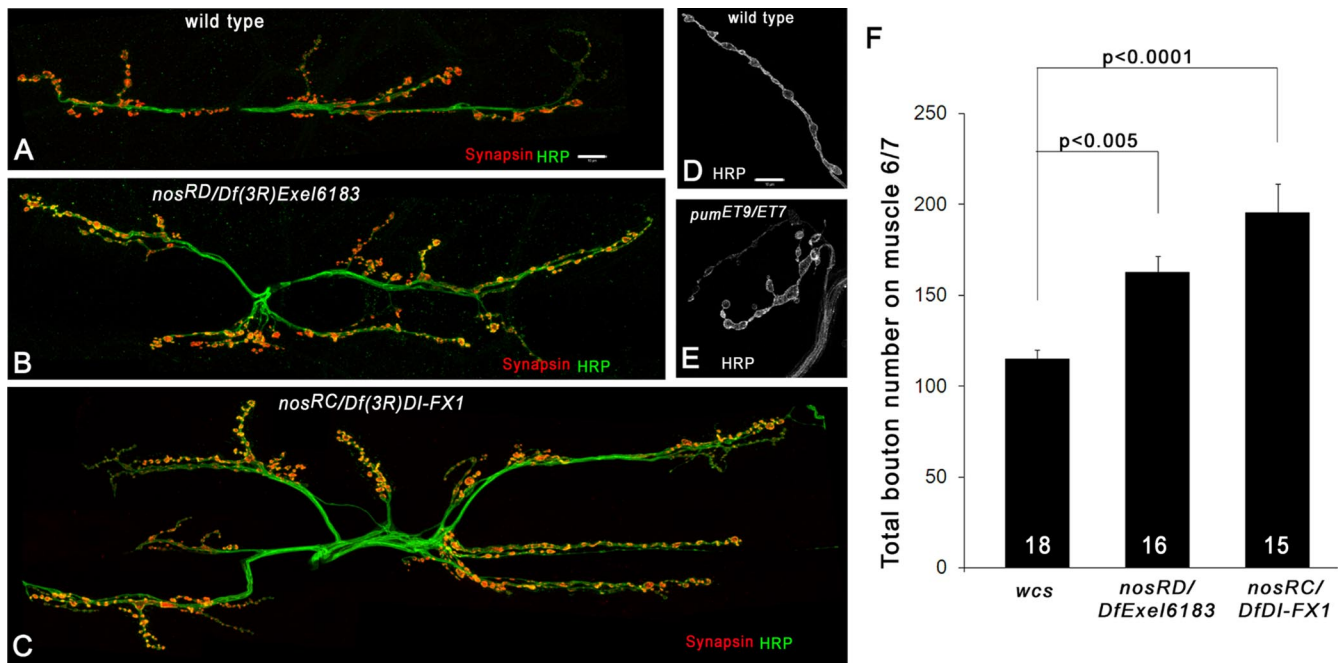 wild type
A
Synapsin HRP
nosRD/Df(3R)Exel6183
B
Synapsin HRP
nosRC/Df(3R)DI-FX1
C
Synapsin HRP
wild type
D
HRP
pumET9/ET7
E
HRP
F
p<0.0001
p<0.005
Total bouton number on muscle 6/7
250
200
150
100
50
0
18
16
15
wcs
nosRD/
DfExel6183
nosRC/
DfDI-FX1